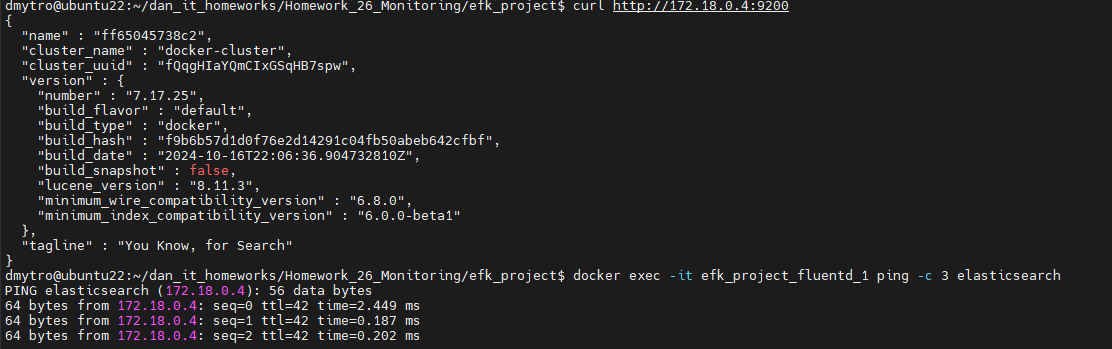 dmytro@ubuntu22:~/dan_it_homeworks/Homework_26_Monitoring/efk_project$ curl http://172.18.0.4:9200
{
  "name" : "ff65045738c2",
  "cluster_name" : "docker-cluster",
  "cluster_uuid" : "fQqgHIaYQmCIxGSqHB7spw",
  "version" : {
    "number" : "7.17.25",
    "build_flavor" : "default",
    "build_type" : "docker",
    "build_hash" : "f9b6b57d1d0f76e2d14291c04fb50abeb642cfbf",
    "build_date" : "2024-10-16T22:06:36.904732810Z",
    "build_snapshot" : false,
    "lucene_version" : "8.11.3",
    "minimum_wire_compatibility_version" : "6.8.0",
    "minimum_index_compatibility_version" : "6.0.0-beta1"
  },
  "tagline" : "You Know, for Search"
}
dmytro@ubuntu22:~/dan_it_homeworks/Homework_26_Monitoring/efk_project$ docker exec -it efk_project_fluentd_1 ping -c 3 elasticsearch
PING elasticsearch (172.18.0.4): 56 data bytes
64 bytes from 172.18.0.4: seq=0 ttl=42 time=2.449 ms
64 bytes from 172.18.0.4: seq=1 ttl=42 time=0.187 ms
64 bytes from 172.18.0.4: seq=2 ttl=42 time=0.202 ms